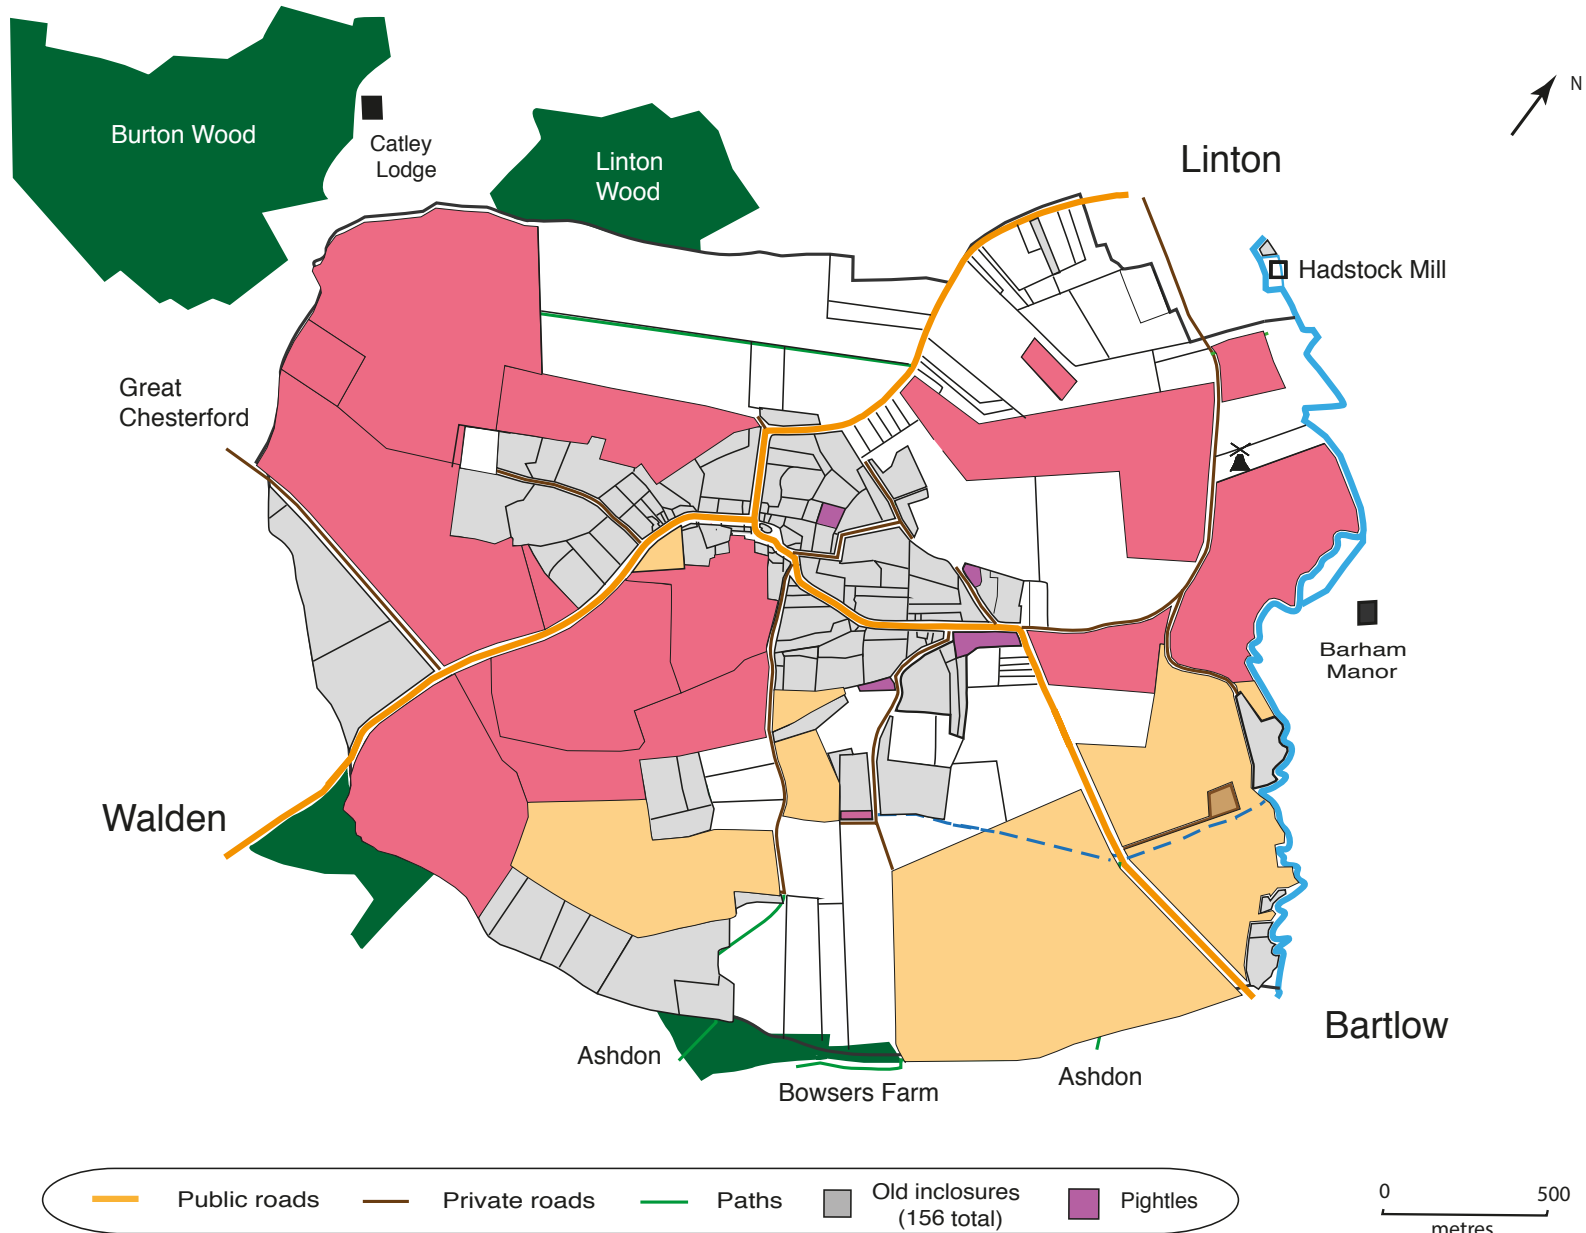 Burton Wood
Catley
Lodge
Linton
Wood
Linton
N
Hadstock Mill
Great
Chesterford
Barham
Manor
Walden
Bartlow
Ashdon
Bowsers Farm
Ashdon
Public roads
Private roads
Paths
Old inclosures
(156 total)
Pightles
0
500
metres